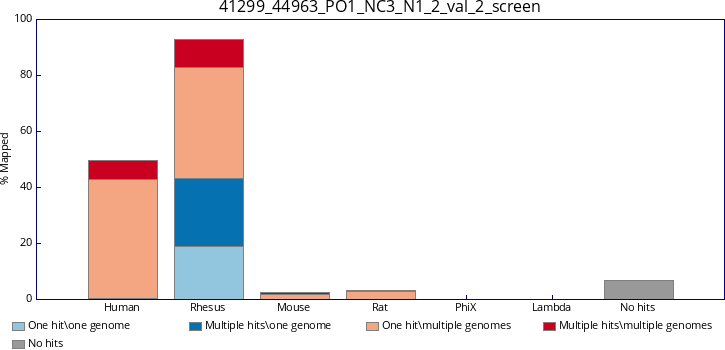 41299_44963_PO1_NC3_N1_2_val_2_screen
100
80
60
40
20
0
% Mapped
Human Rhesus Mouse Rat PhiX Lambda No hits
One hit\one genome Multiple hits\one genome One hit\multiple genomes Multiple hits\multiple genomes
No hits